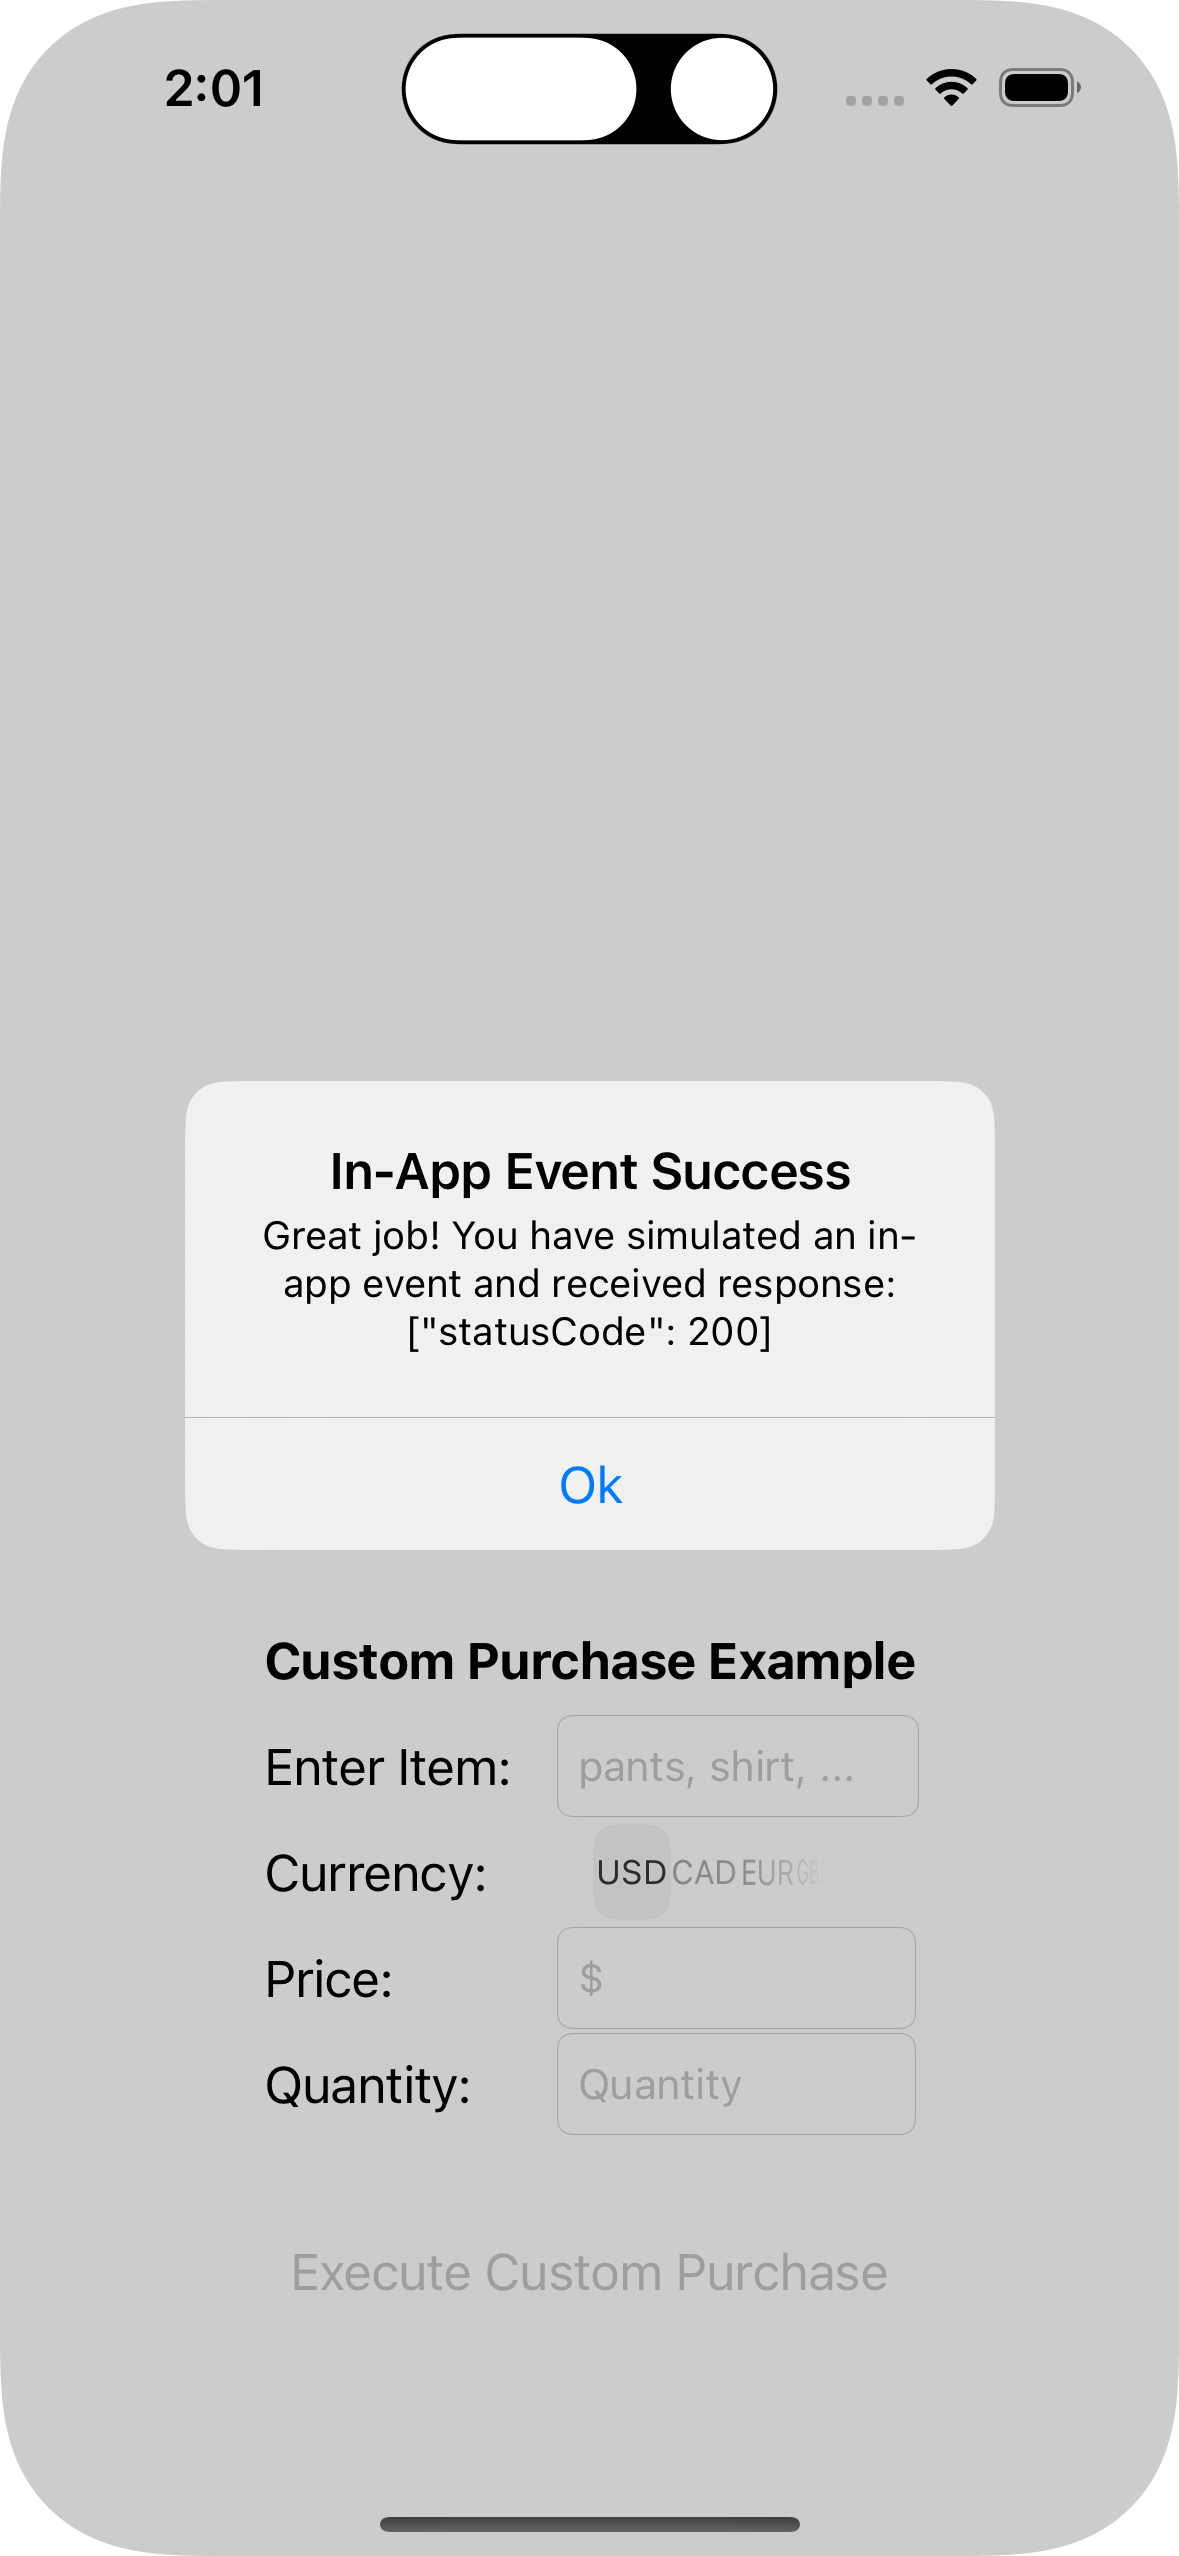 2:01
In-App Event Success
Great job! You have simulated an in-
app event and received response:
["statusCode": 200]
Ok
Custom Purchase Example
Enter Item: pants, shirt, ...
Currency: USD CAD EUR
Price: $
Quantity: Quantity
Execute Custom Purchase